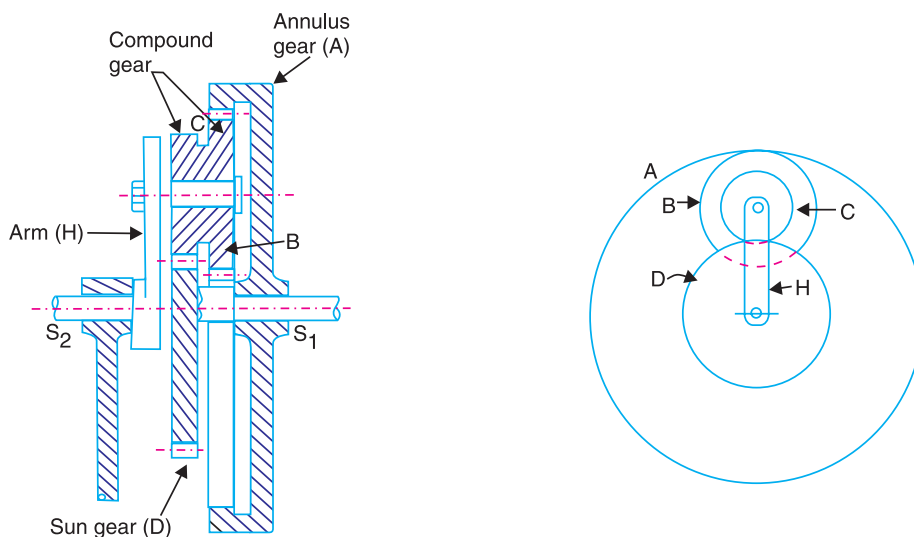 Annulus
gear (A)
Compound
gear
C
Arm (H)
B
S2
S1
Sun gear (D)
A
B
C
D
H